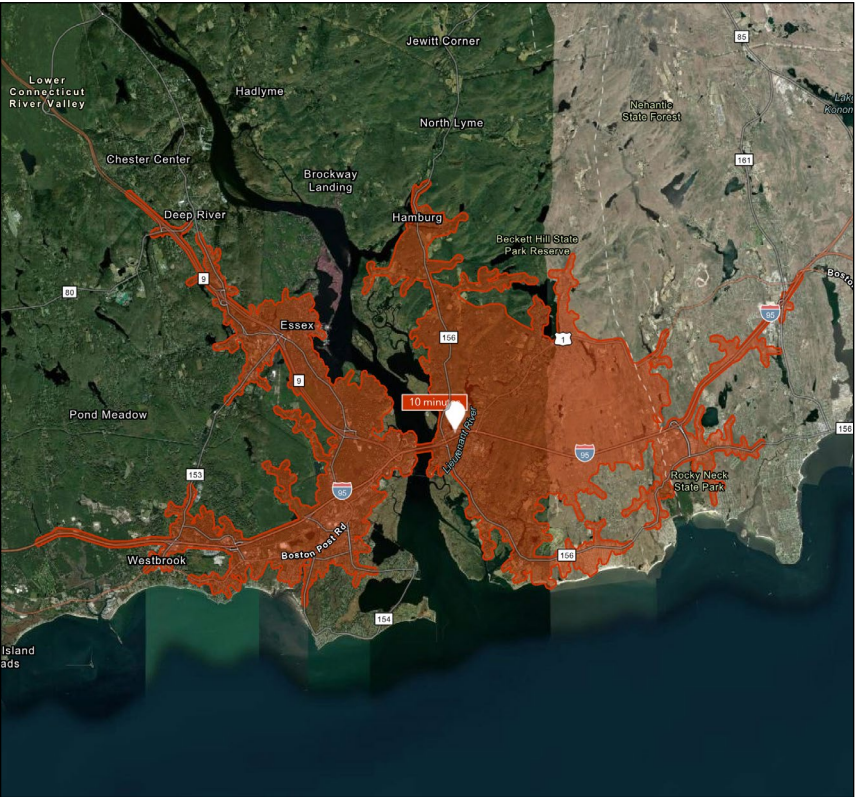 Jewitt Corner
85
Lower
Connecticut
River Valley
Hadlyme
Nehantic
State Forest
North Lyme
Chester Center
161
Brockway
Landing
Deep River
Hamburg
Beckett Hill State
Park Reserve
9
80
95
Essex
156
1
9
10
Pond Meadow
Lieutenant River
156
95
153
Rocky Neck
State Park
95
Boston Post Rd
156
Westbrook
154
Island